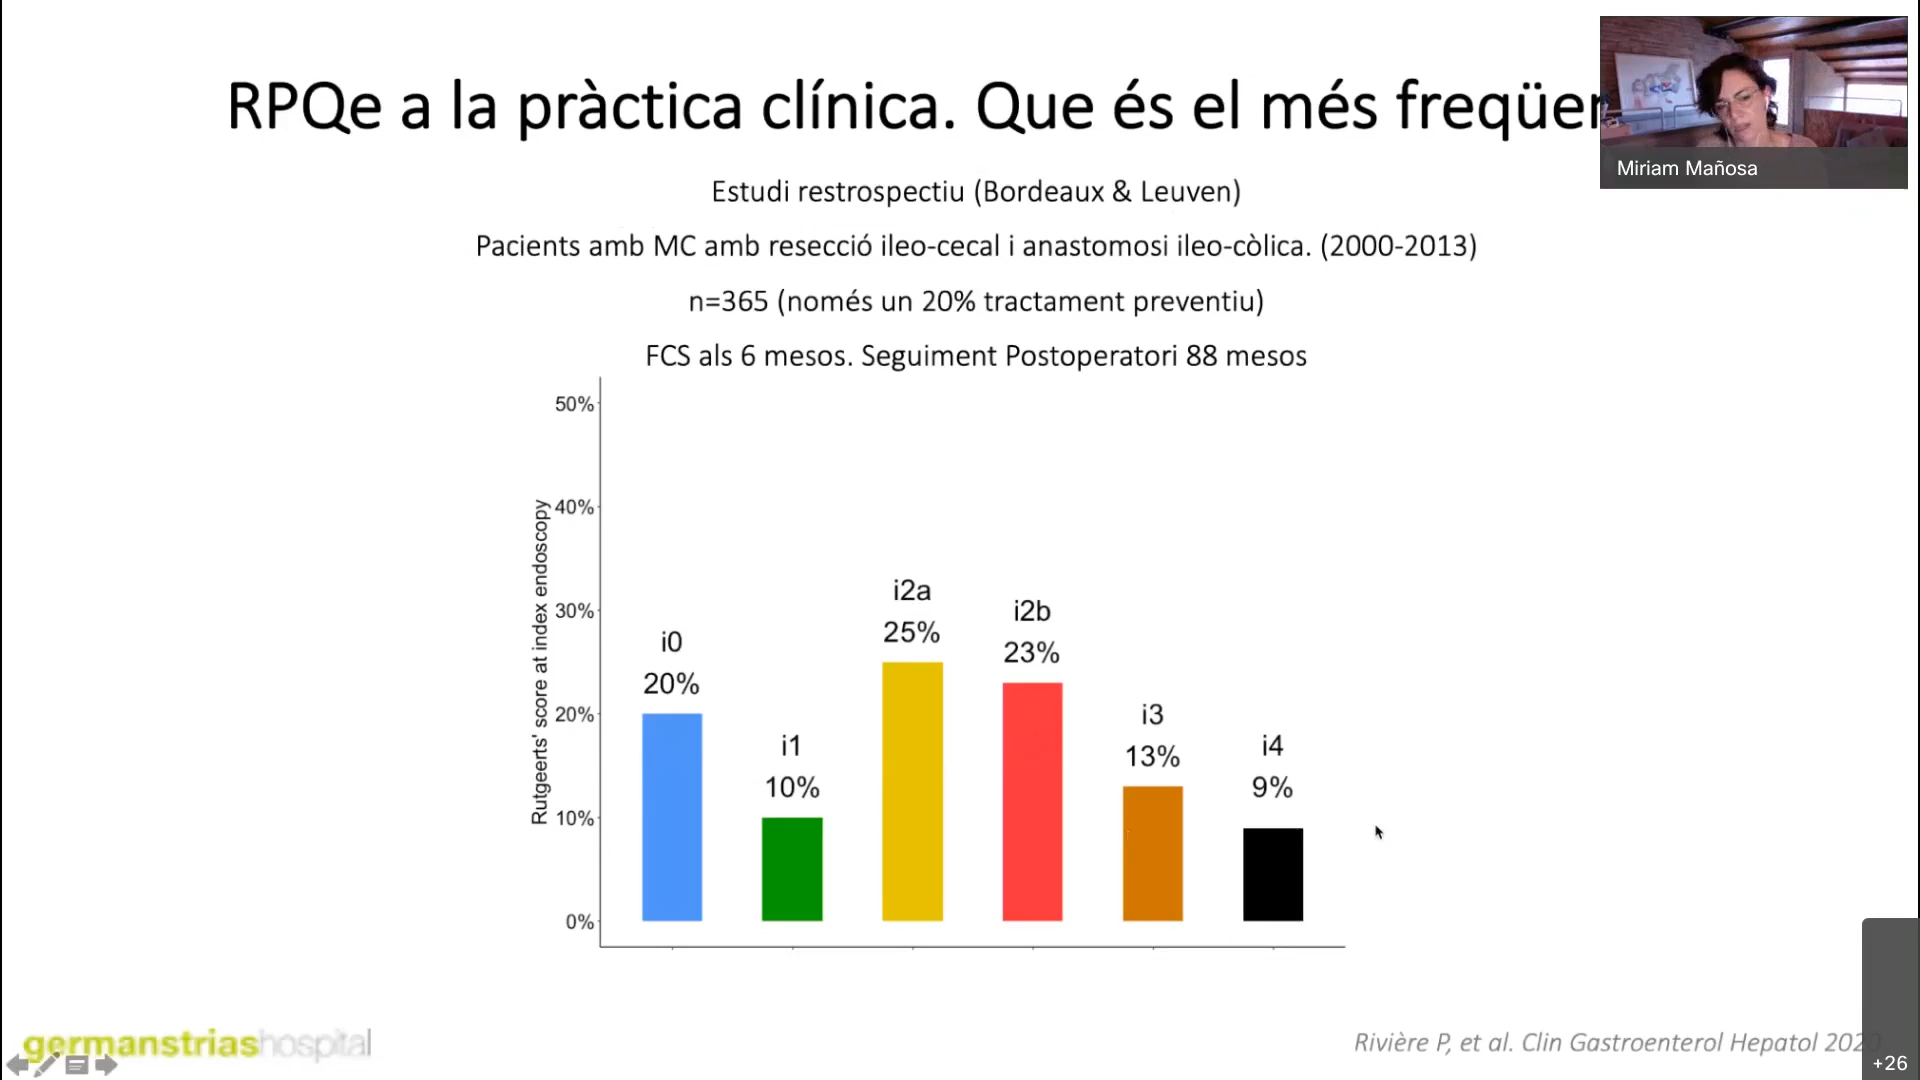 RPQe a la pràctica clínica. Que és el més freqüen
Miriam Mañosa
Estudi restrospectiu (Bordeaux & Leuven)
Pacients amb MC amb resecció ileo-cecal i anastomosi ileo-còlica. (2000-2013)
n=365 (només un 20% tractament preventiu)
FCS als 6 mesos. Seguiment Postoperatori 88 mesos
Rutgeerts' score at index endoscopy
50%
40%
30%
20%
10%
0%
i0
20%
i1
10%
i2a
25%
i2b
23%
i3
13%
i4
9%
germanstriashospital
Rivière P, et al. Clin Gastroenterol Hepatol 2020
+26